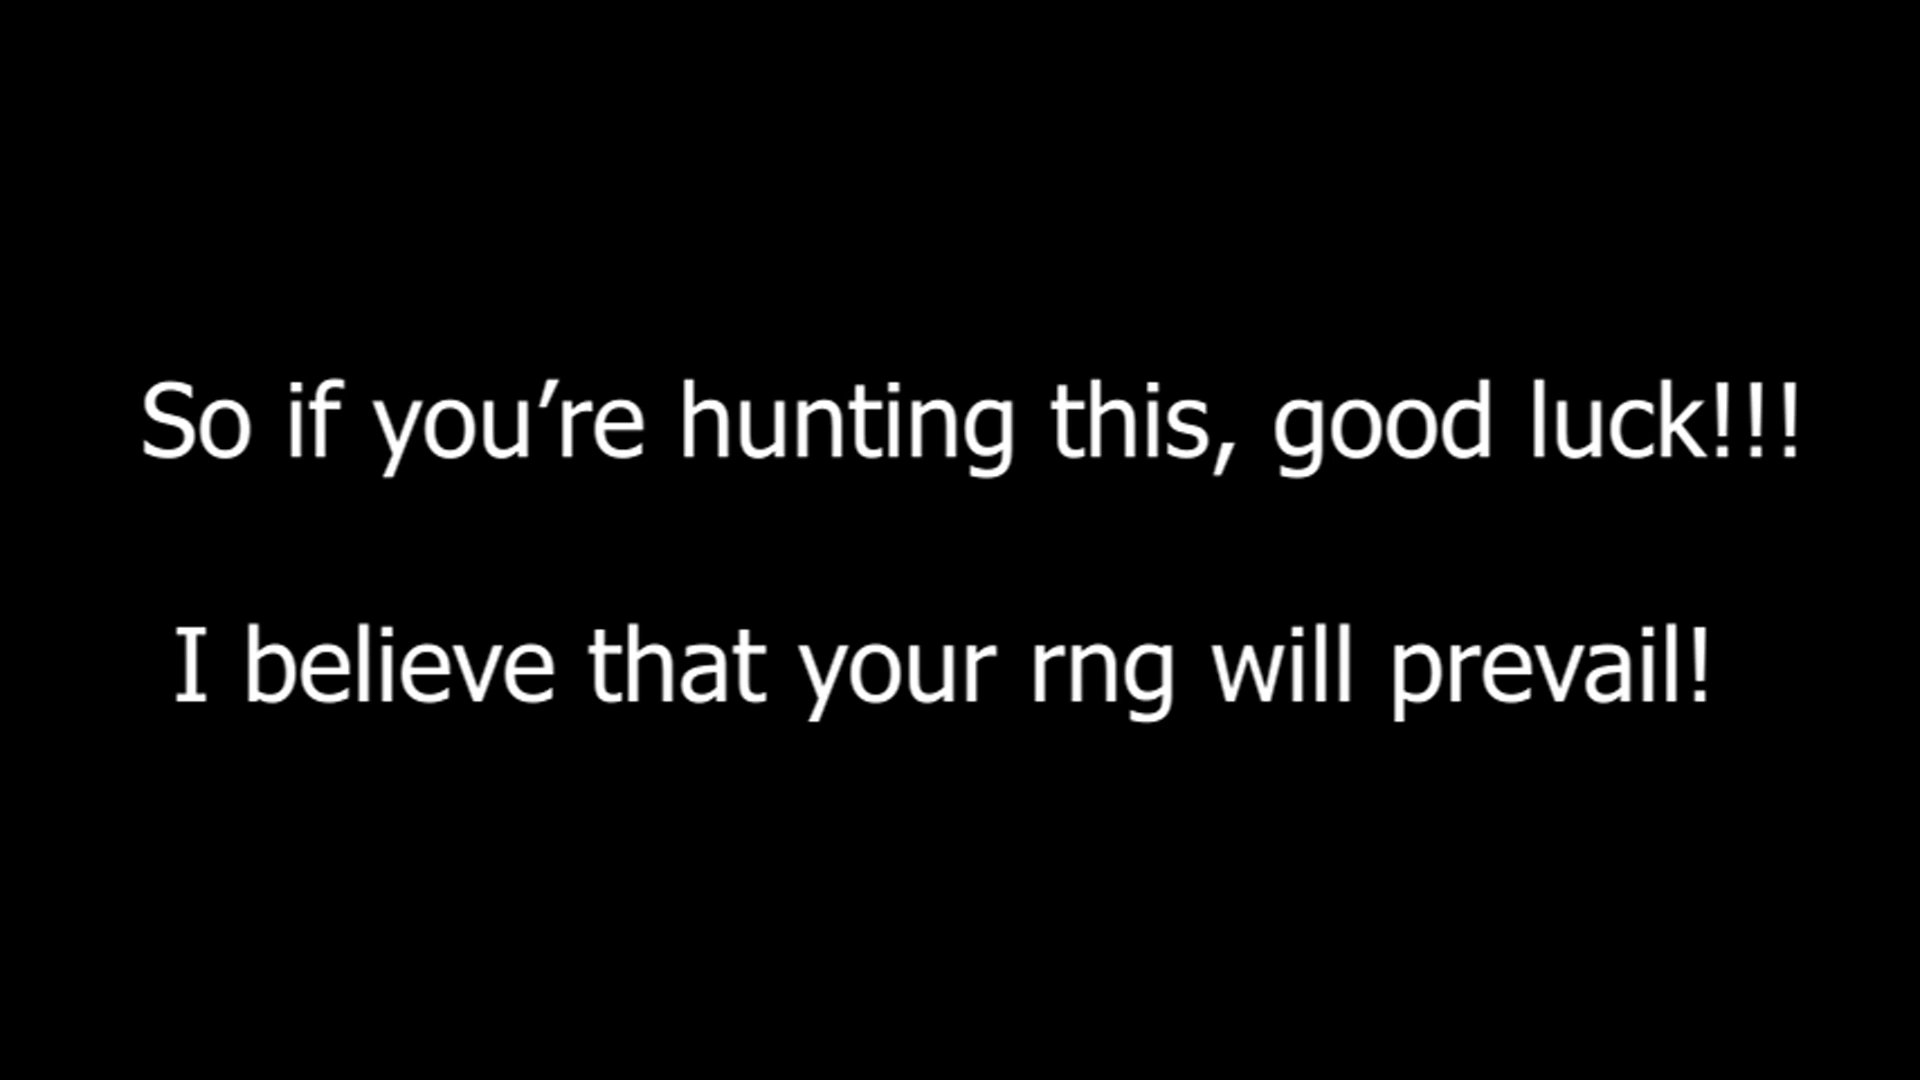 So if you’re hunting this, good luck!!!
I believe that your rng will prevail!